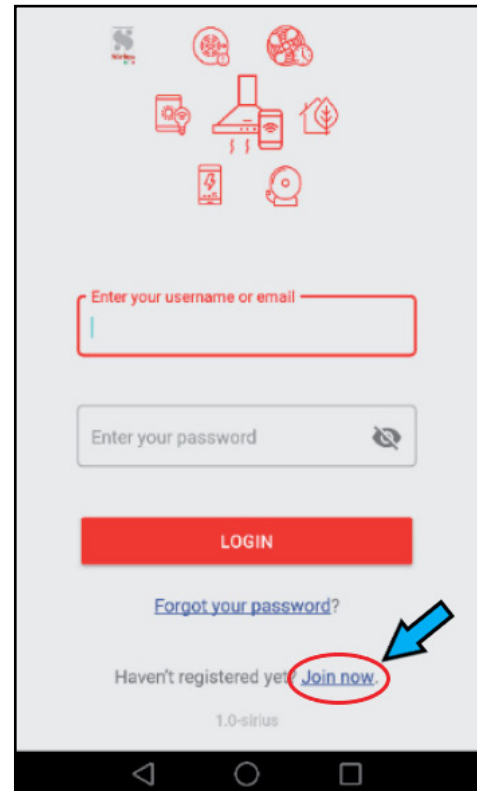 Sirius
Enter your username or email
Enter your password
LOGIN
Forgot your password?
Haven't registered yet? Join now.
1.0-sirius